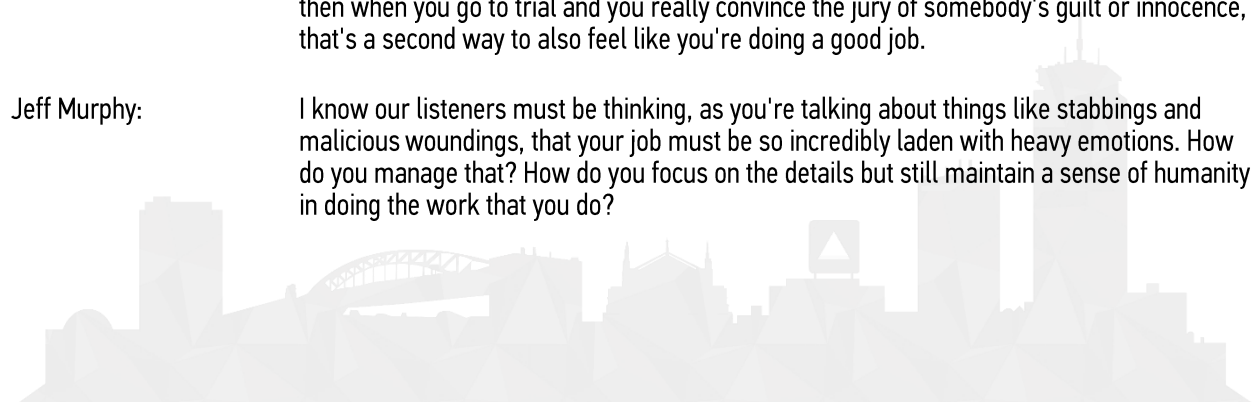 then when you go to trial and you really convince the jury of somebody's guilt or innocence,
that's a second way to also feel like you're doing a good job.
Jeff Murphy: I know our listeners must be thinking, as you're talking about things like stabbings and
malicious woundings, that your job must be so incredibly laden with heavy emotions. How
do you manage that? How do you focus on the details but still maintain a sense of humanity
in doing the work that you do?